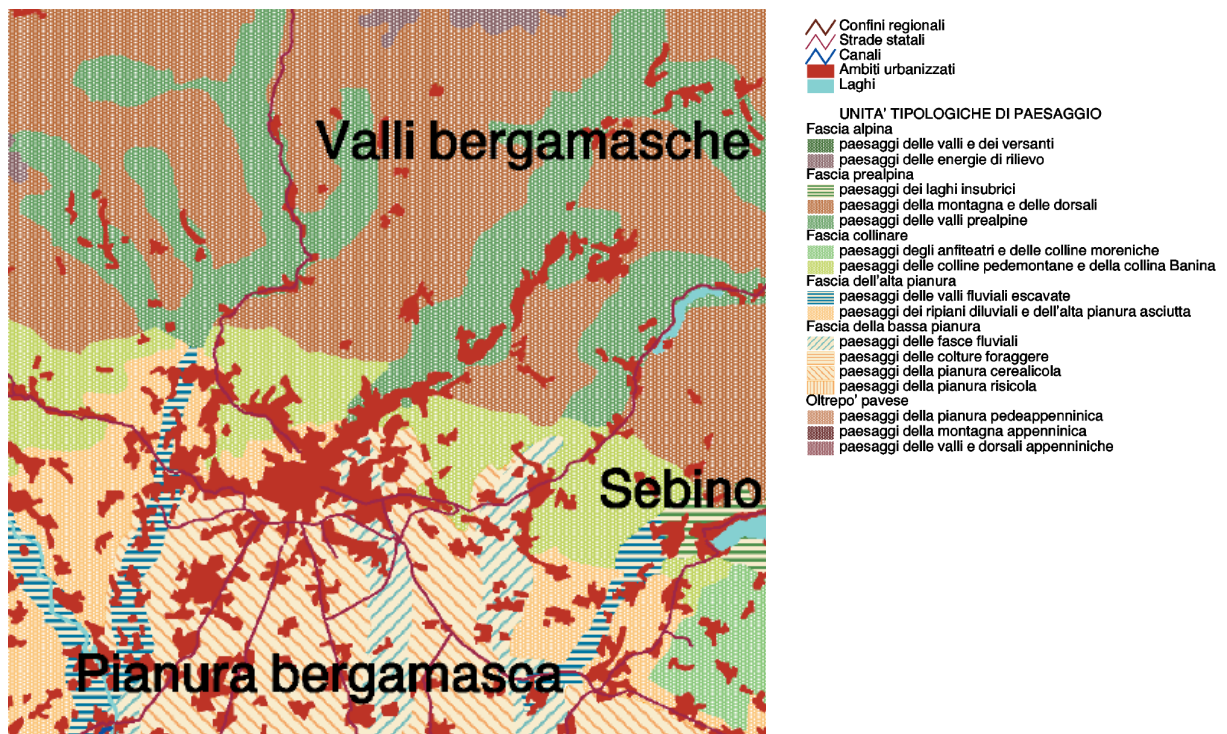 Valli bergamasche
Sebino
Pianura bergamasca
Confini regionali
Strade statali
Canali
Ambiti urbanizzati
Laghi
UNITA' TIPOLOGICHE DI PAESAGGIO
Fascia alpina
paesaggi delle valli e dei versanti
paesaggi delle energie di rilievo
Fascia prealpina
paesaggi dei laghi insubrici
paesaggi della montagna e delle dorsali
paesaggi delle valli prealpine
Fascia collinare
paesaggi degli anfiteatri e delle colline moreniche
paesaggi delle colline pedemontane e della collina Banina
Fascia dell'alta pianura
paesaggi delle valli fluviali escavate
paesaggi dei ripiani diluviali e dell'alta pianura asciutta
Fascia della bassa pianura
paesaggi delle fasce fluviali
paesaggi delle colture foraggere
paesaggi della pianura cerealicola
paesaggi della pianura risicola
Oltrepo' pavese
paesaggi della pianura pedeappenninica
paesaggi della montagna appenninica
paesaggi delle valli e dorsali appenniniche